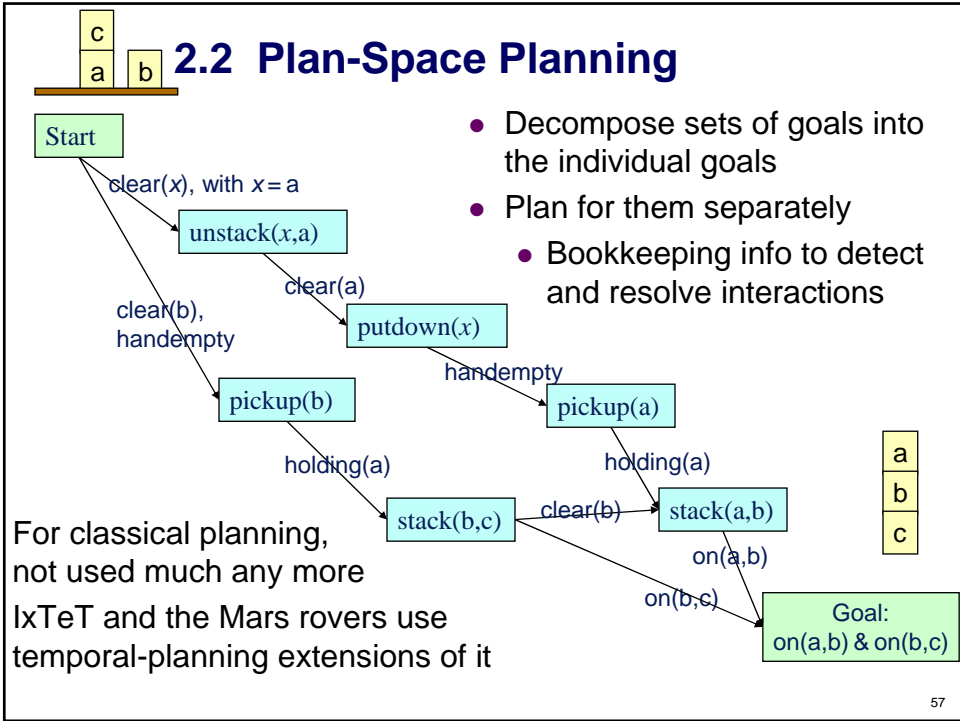 c
a b
2.2 Plan-Space Planning
Start
clear(x), with x = a
unstack(x,a)
clear(a)
putdown(x)
handempty
clear(b),
handempty
pickup(b)
pickup(a)
holding(a)
holding(a)
stack(b,c)
clear(b)
stack(a,b)
on(a,b)
on(b,c)
Goal:
on(a,b) & on(b,c)
● Decompose sets of goals into
the individual goals
● Plan for them separately
● Bookkeeping info to detect
and resolve interactions
a
b
c
For classical planning,
not used much any more
IxTeT and the Mars rovers use
temporal-planning extensions of it
57